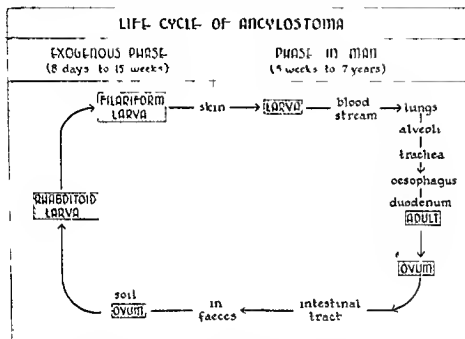 LIFE CYCLE OF ANCYLOSTOMA
EXOGENOUS PHASE
(8 days to 15 weeks)
PHASE IN MAN
(4 weeks to 7 years)
FILARIFORM
LARVA
skin
LARVA
blood
stream
lungs
alveoli
trachea
oesophagus
duodenum
ADULT
OVUM
intestinal
tract
in
faeces
soil
OVUM
RHABDITOID
LARVA